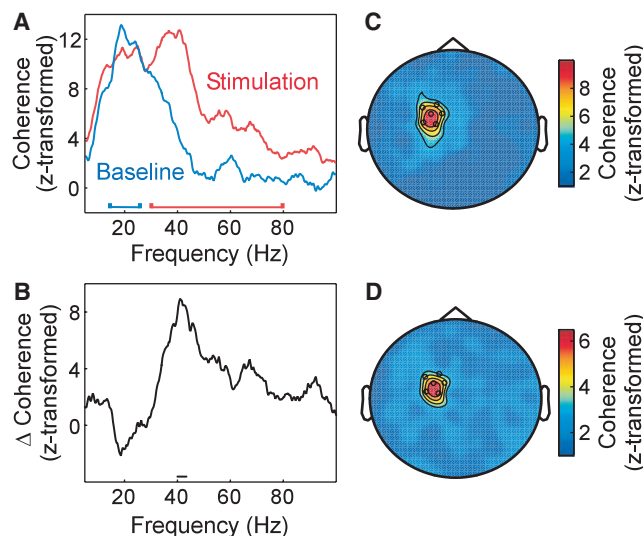 A
12
8
4
0
Coherence
(z-transformed)
Stimulation
Baseline
20 40 60 80
Frequency (Hz)
B
8
4
0
Δ Coherence
(z-transformed)
20 40 60 80
Frequency (Hz)
C
8
6
4
2
Coherence
(z-transformed)
D
6
4
2
Coherence
(z-transformed)